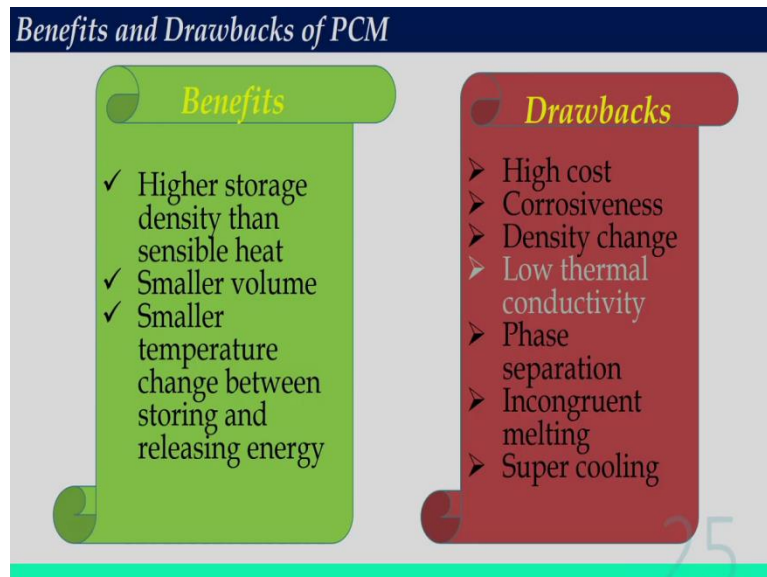 Benefits and Drawbacks of PCM
Benefits
✓ Higher storage
density than
sensible heat
✓ Smaller volume
✓ Smaller
temperature
change between
storing and
releasing energy
Drawbacks
➢ High cost
➢ Corrosiveness
➢ Density change
➢ Low thermal
conductivity
➢ Phase
separation
➢ Incongruent
melting
➢ Super cooling
25